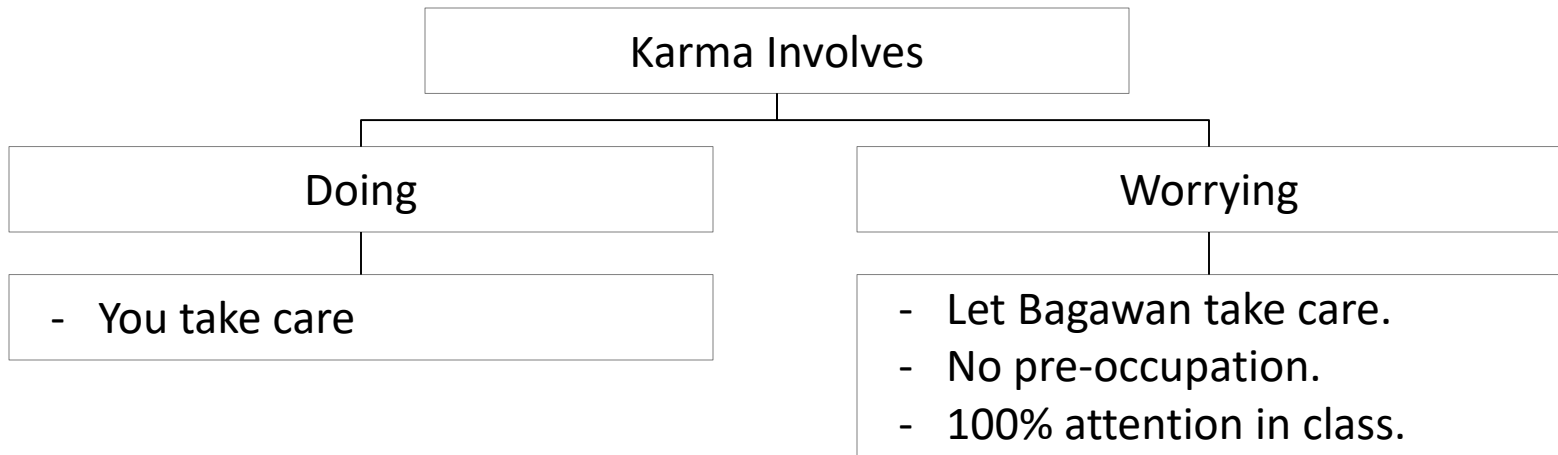 Karma Involves
Doing
Worrying
- You take care
- Let Bagawan take care.
- No pre-occupation.
- 100% attention in class.